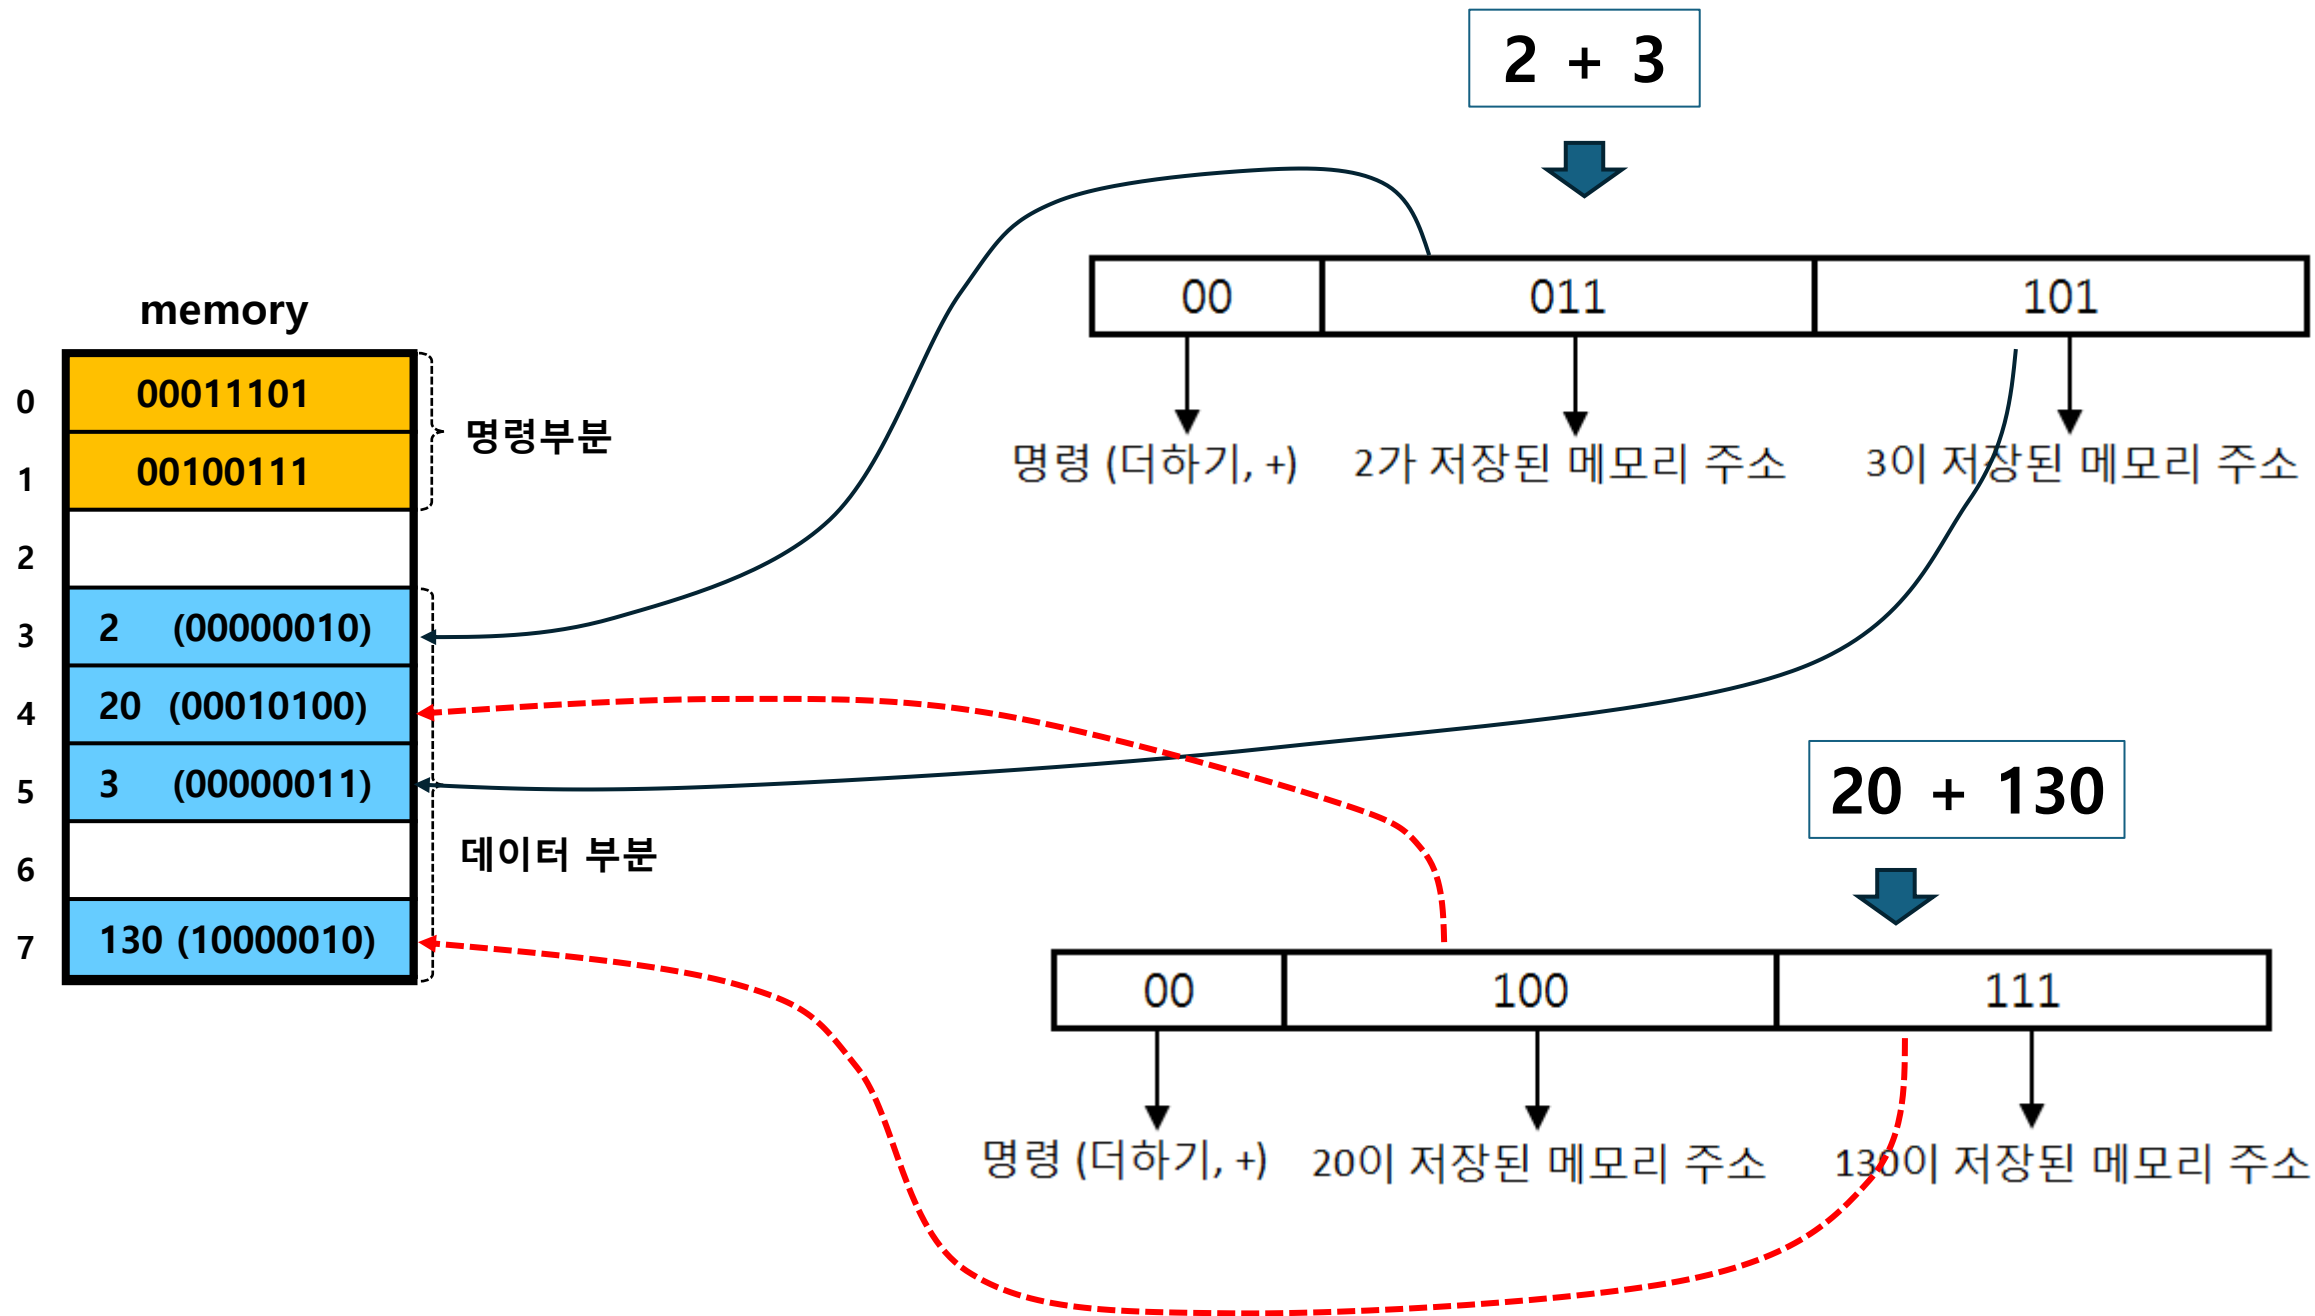 2 + 3
00 011 101
명령 (더하기, +) 2가 저장된 메모리 주소 3이 저장된 메모리 주소
memory
0 00011101
1 00100111
명령부분
2
3 2 (00000010)
4 20 (00010100)
5 3 (00000011)
6
7 130 (10000010)
데이터 부분
20 + 130
00 100 111
명령 (더하기, +) 20이 저장된 메모리 주소 130이 저장된 메모리 주소